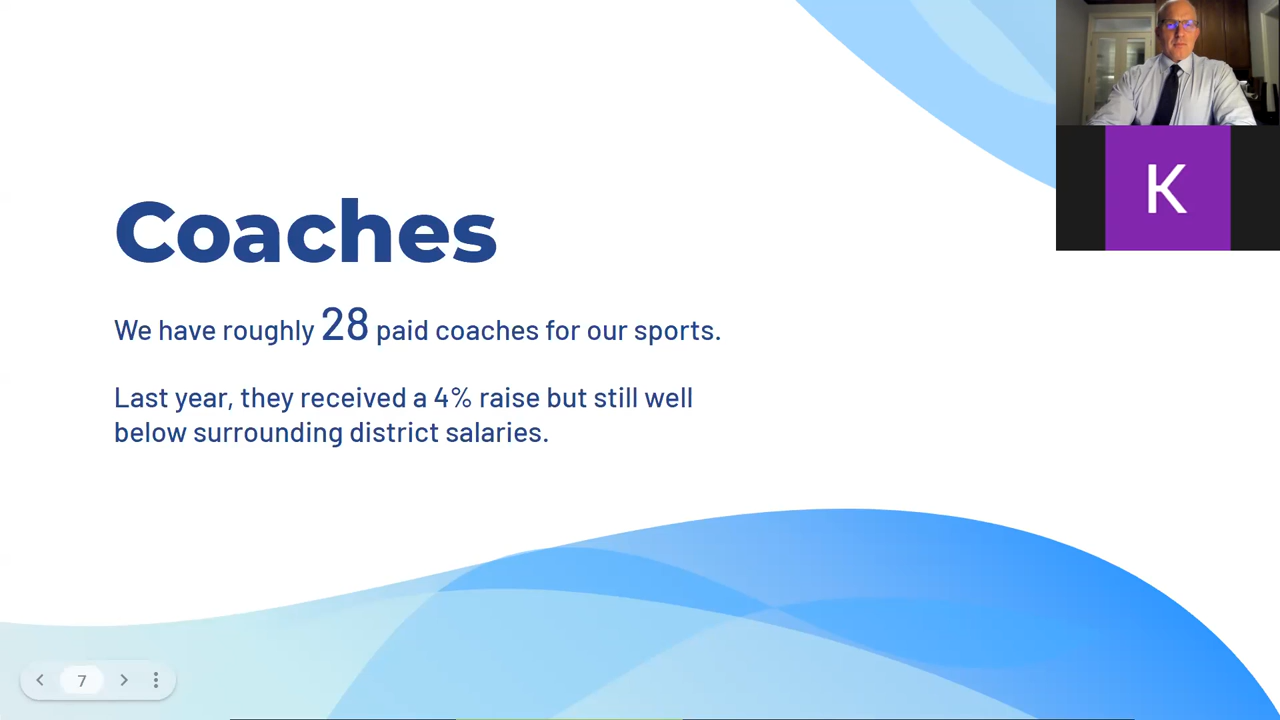 Coaches
We have roughly 28 paid coaches for our sports.
Last year, they received a 4% raise but still well
below surrounding district salaries.
K
7